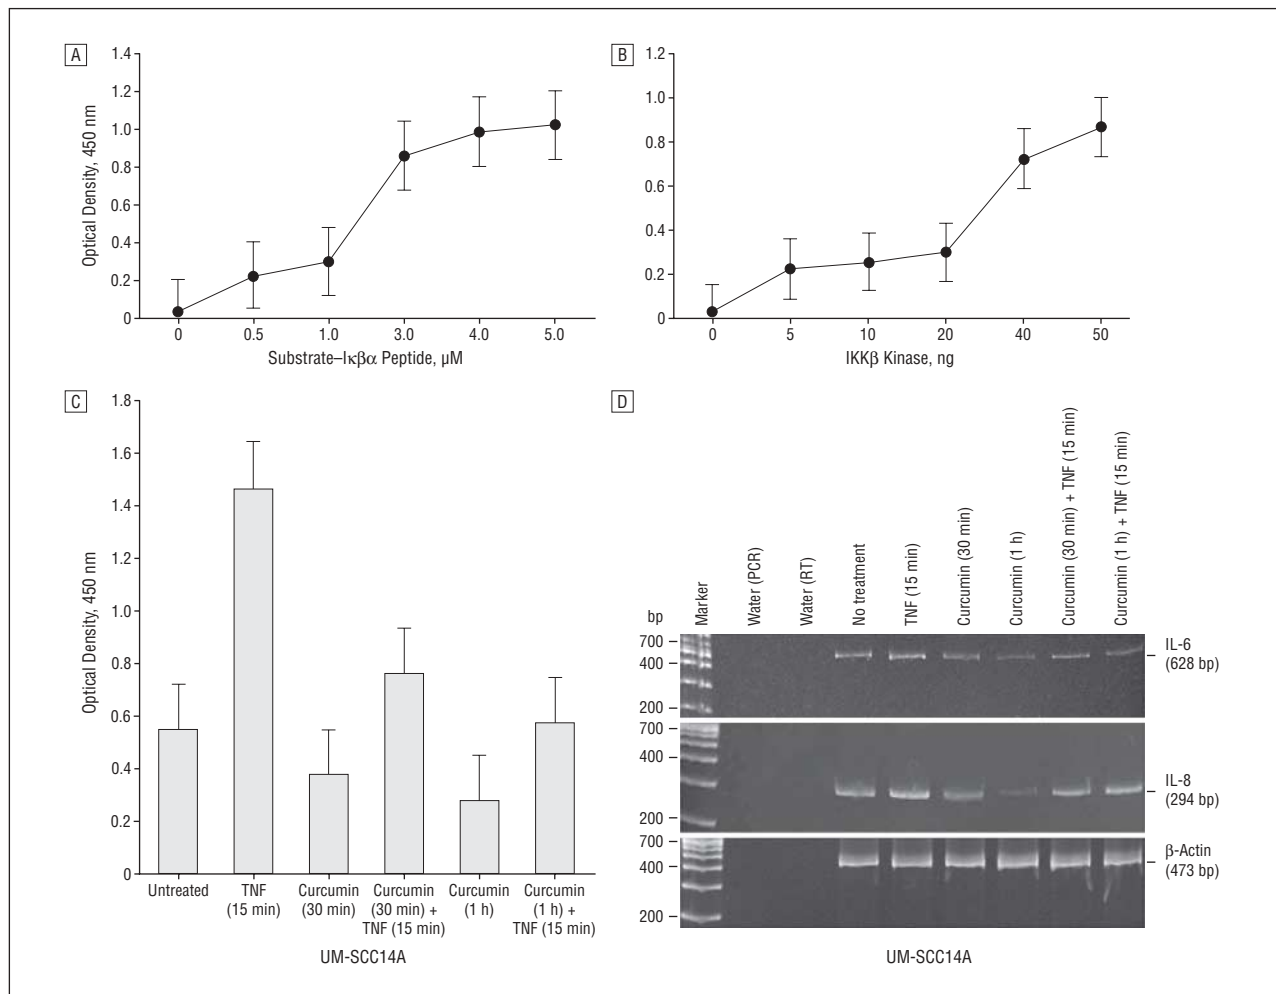 A
1.4
1.2
1.0
0.8
0.6
0.4
0.2
0
Optical Density, 450 nm
0 0.5 1.0 3.0 4.0 5.0
Substrate–Iκβα Peptide, µM
B
1.2
1.0
0.8
0.6
0.4
0.2
0
0 5 10 20 40 50
IKKβ Kinase, ng
C
1.8
1.6
1.4
1.2
1.0
0.8
0.6
0.4
0.2
0
Optical Density, 450 nm
Untreated
TNF
(15 min)
Curcumin
(30 min)
Curcumin
(30 min) +
TNF (15 min)
Curcumin
(1 h)
Curcumin
(1 h) +
TNF (15 min)
UM-SCC14A
D
bp
Marker
Water (PCR)
Water (RT)
No treatment
TNF (15 min)
Curcumin (30 min)
Curcumin (1 h)
Curcumin (30 min) + TNF (15 min)
Curcumin (1 h) + TNF (15 min)
700
400
200
IL-6
(628 bp)
700
400
200
IL-8
(294 bp)
700
400
200
β-Actin
(473 bp)
UM-SCC14A